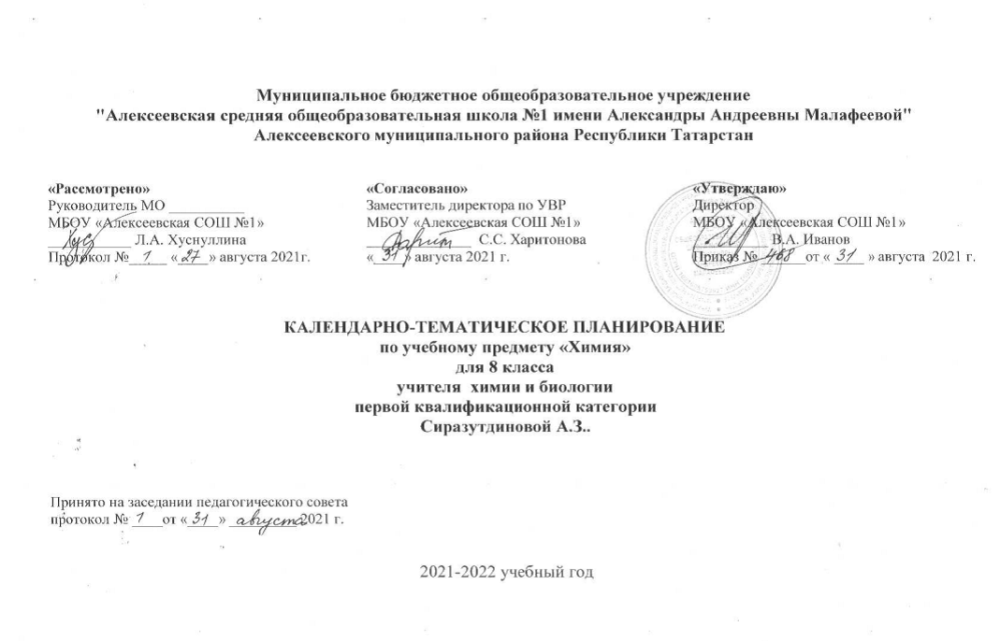 Муниципальное бюджетное общеобразовательное учреждение
"Алексеевская средняя общеобразовательная школа №1 имени Александры Андреевны Малафеевой"
Алексеевского муниципального района Республики Татарстан
«Рассмотрено»
Руководитель МО __________
МБОУ «Алексеевская СОШ №1»
___________ Л.А. Хуснуллина
Протокол № 1 « 27 » августа 2021г.
«Согласовано»
Заместитель директора по УВР
МБОУ «Алексеевская СОШ №1»
______________ С.С. Харитонова
« 31 » августа 2021 г.
«Утверждаю»
Директор
МБОУ «Алексеевская СОШ №1»
__________ В.А. Иванов
Приказ № 468 от « 31 » августа 2021 г.
КАЛЕНДАРНО-ТЕМАТИЧЕСКОЕ ПЛАНИРОВАНИЕ
по учебному предмету «Химия»
для 8 класса
учителя химии и биологии
первой квалификационной категории
Сиразутдиновой А.З..
Принято на заседании педагогического совета
протокол № 1 от « 31 » августа 2021 г.
2021-2022 учебный год